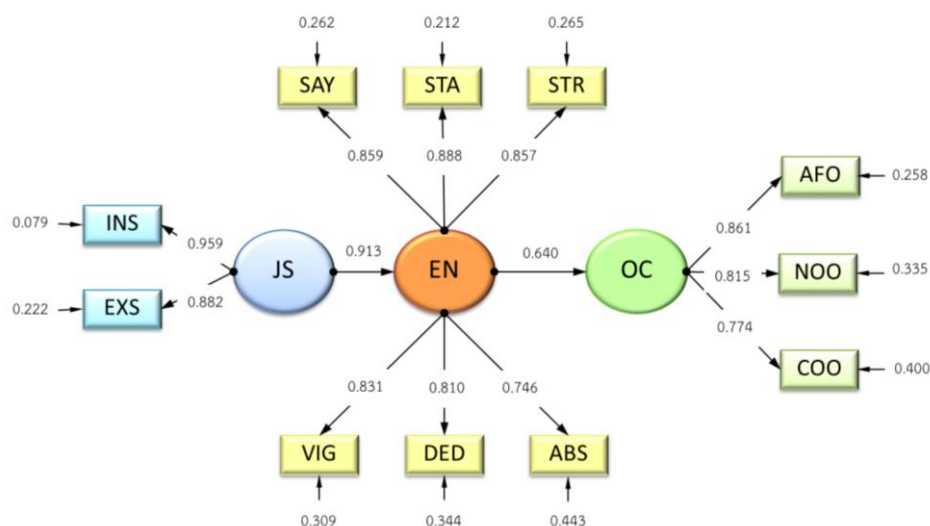 0.262 0.212 0.265
SAY STA STR
0.859 0.888 0.857
AFO 0.258
0.079 INS
0.959
0.861
JS 0.913 EN 0.640 OC
0.815 NOO 0.335
0.222 EXS 0.882
0.774
COO 0.400
0.831 0.810 0.746
VIG DED ABS
0.309 0.344 0.443